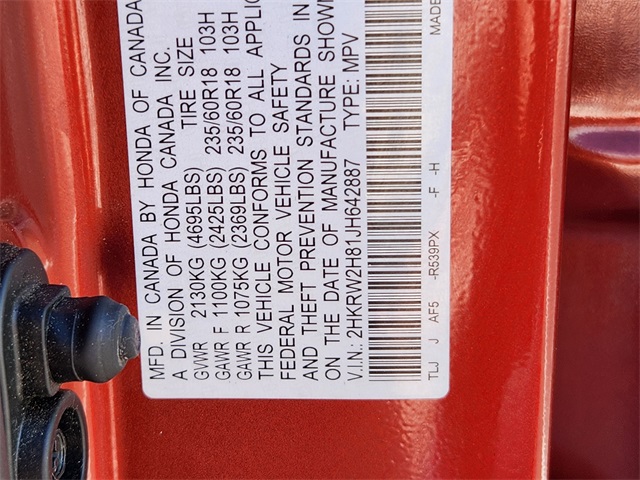 MFD. IN CANADA BY HONDA OF CANADA
A DIVISION OF HONDA CANADA INC.
GVWR 2130KG (4695LBS) TIRE SIZE
GAWR F 1100KG (2425LBS) 235/60R18 103H
GAWR R 1075KG (2369LBS) 235/60R18 103H
THIS VEHICLE CONFORMS TO ALL APPLIC
FEDERAL MOTOR VEHICLE SAFETY
AND THEFT PREVENTION STANDARDS IN
ON THE DATE OF MANUFACTURE SHOWN
V.I.N.: 2HKRW2H81JH642887 TYPE: MPV
TLJ J AF5 -R539PX -F -H MADE